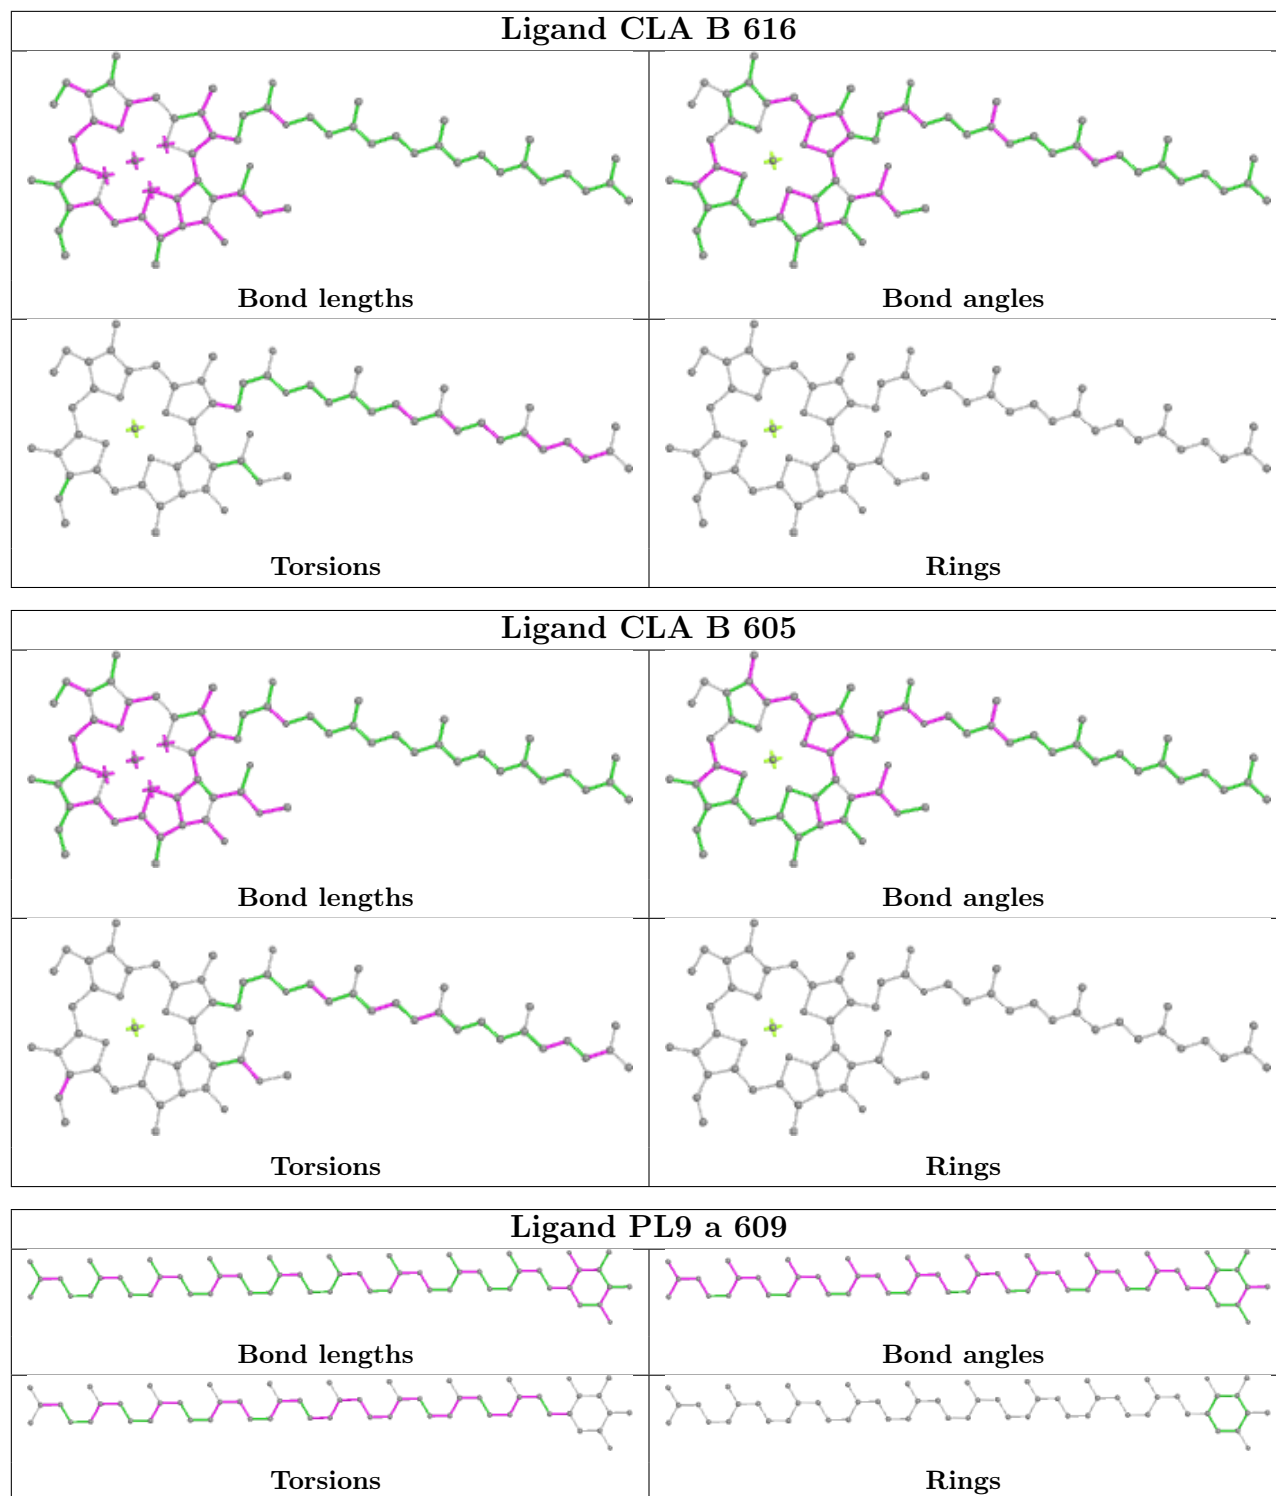 Ligand CLA B 616
Bond lengths
Bond angles
Torsions
Rings
Ligand CLA B 605
Bond lengths
Bond angles
Torsions
Rings
Ligand PL9 a 609
Bond lengths
Bond angles
Torsions
Rings